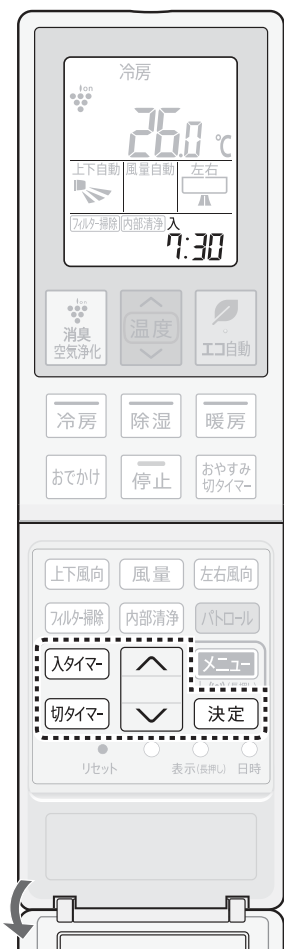 冷房
Ion
26.0 ℃
上下自動 風量自動 左右
フィルター掃除 内部清浄 入
7:30
Ion
消臭
空気浄化
温度
エコ自動
冷房 除湿 暖房
おでかけ 停止 おやすみ
切タイマー
上下風向 風量 左右風向
フィルター掃除 内部清浄 パトロール
入タイマー メニュー
切タイマー 決定
リセット 表示(長押し) 日時